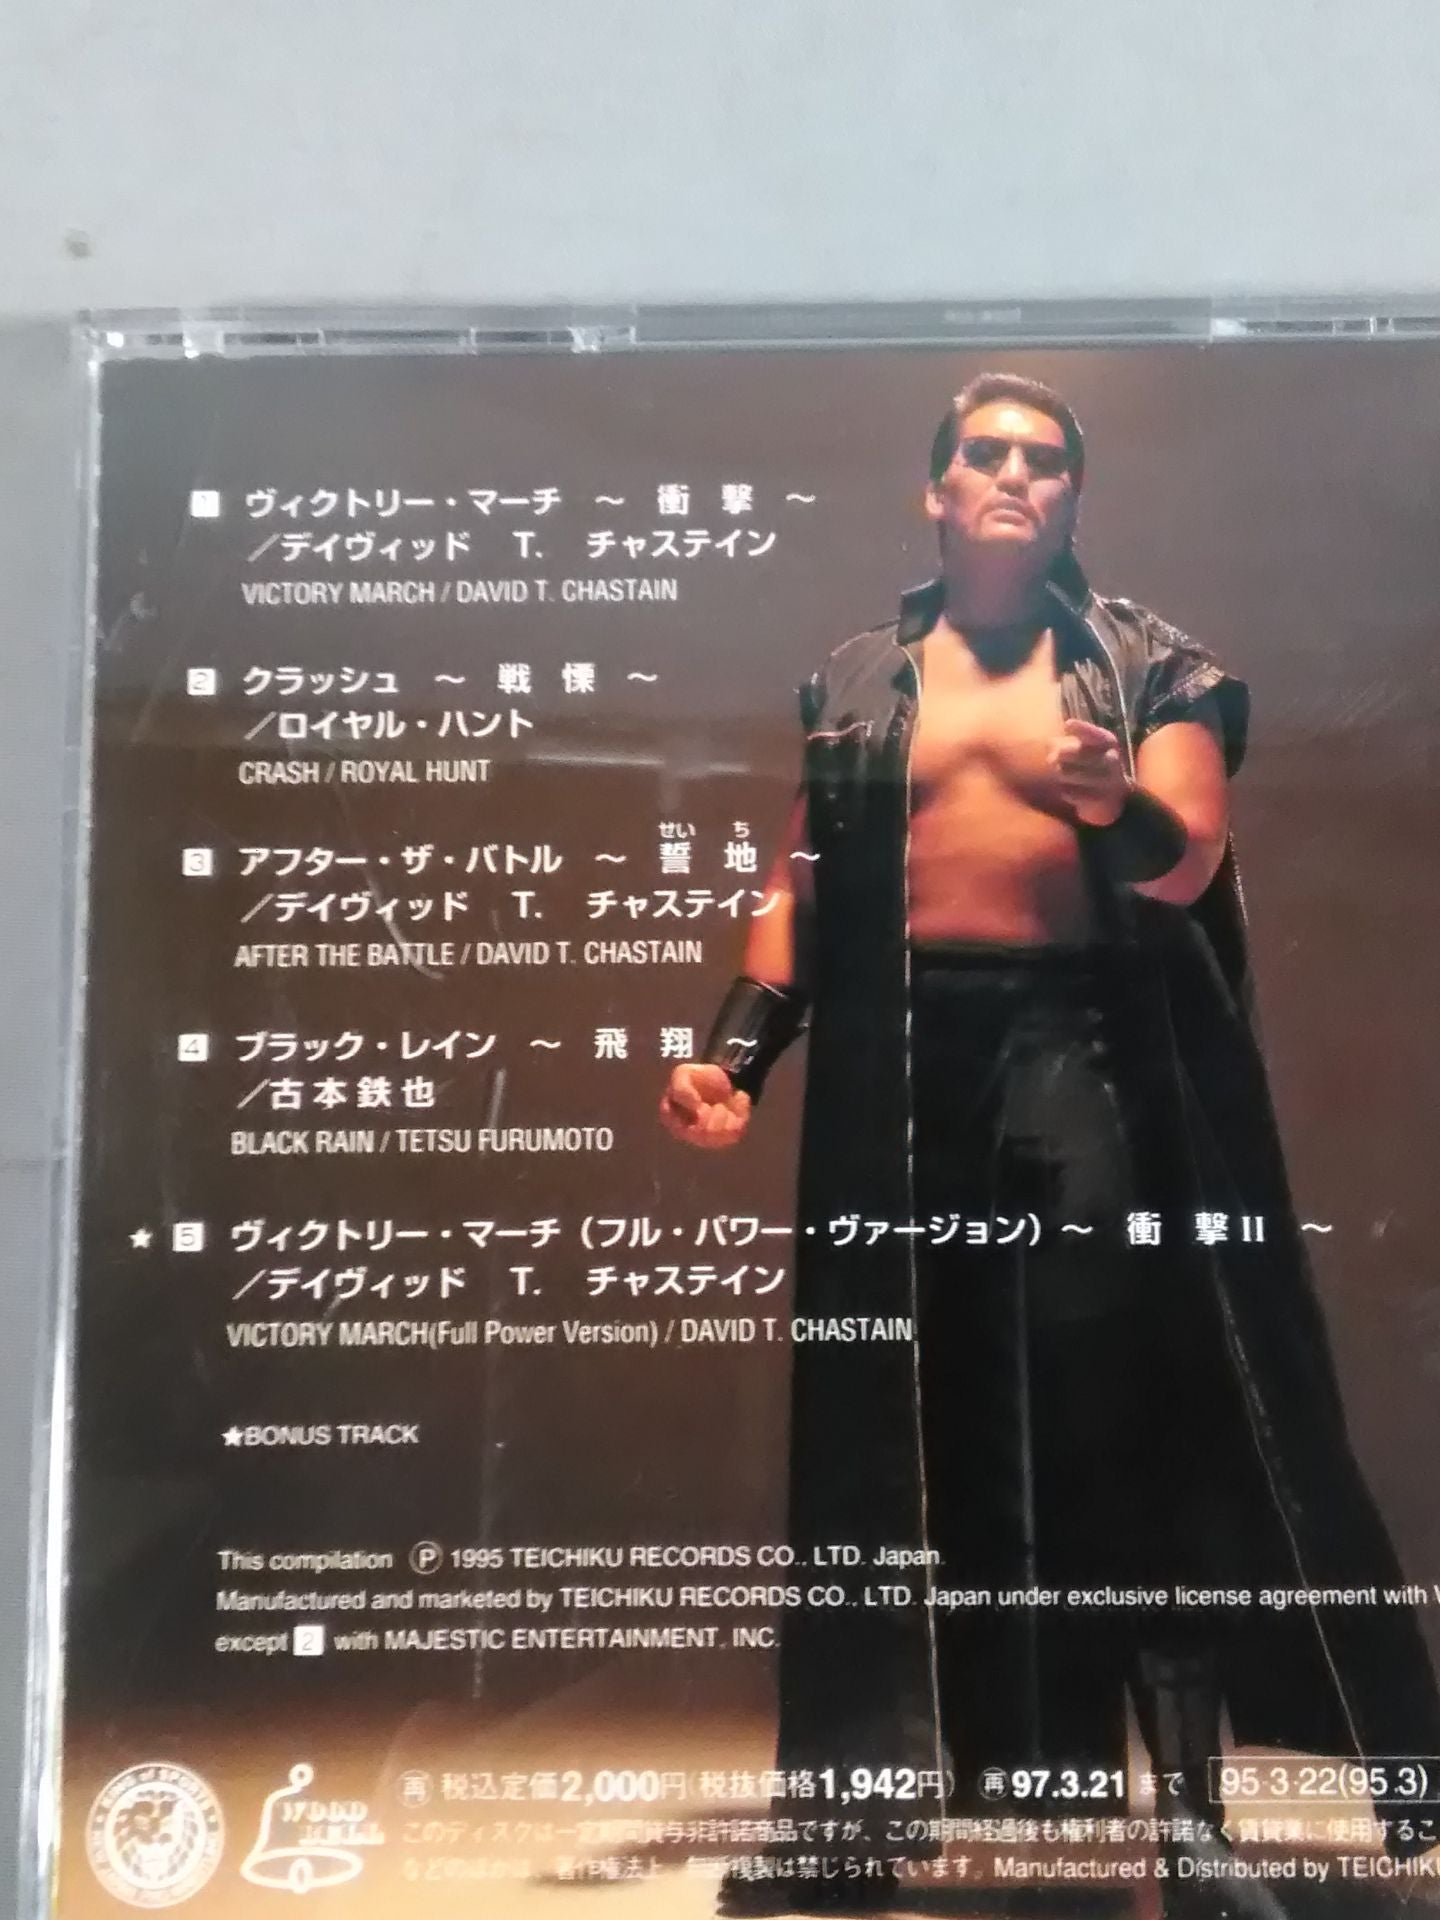 1 ヴィクトリー・マーチ ～ 衝 撃 ～
／デイヴィッド T. チャステイン
VICTORY MARCH / DAVID T. CHASTAIN
2 クラッシュ ～ 戦 慄 ～
／ロイヤル・ハント
CRASH / ROYAL HUNT
せい ち
3 アフター・ザ・バトル ～ 誓 地 ～
／デイヴィッド T. チャステイン
AFTER THE BATTLE / DAVID T. CHASTAIN
4 ブラック・レイン ～ 飛 翔 ～
／古本鉄也
BLACK RAIN / TETSU FURUMOTO
★ 5 ヴィクトリー・マーチ（フル・パワー・ヴァージョン）～ 衝 撃 II ～
／デイヴィッド T. チャステイン
VICTORY MARCH(Full Power Version) / DAVID T. CHASTAIN
★BONUS TRACK
This compilation Ⓟ 1995 TEICHIKU RECORDS CO., LTD. Japan.
Manufactured and marketed by TEICHIKU RECORDS CO., LTD. Japan under exclusive license agreement with
except 2 with MAJESTIC ENTERTAINMENT, INC.
KING of SPORTS
WOOD BELL
再 税込定価2,000円(税抜価格1,942円) 再 97.3.21 まで 95·3·22(95.3)
このディスクは一定期間貸与非許諾商品ですが、この期間経過後も権利者の許諾なく賃貸業に使用するこ
などのほかは、著作権法上、無断複製は禁じられています。Manufactured & Distributed by TEICHIKU